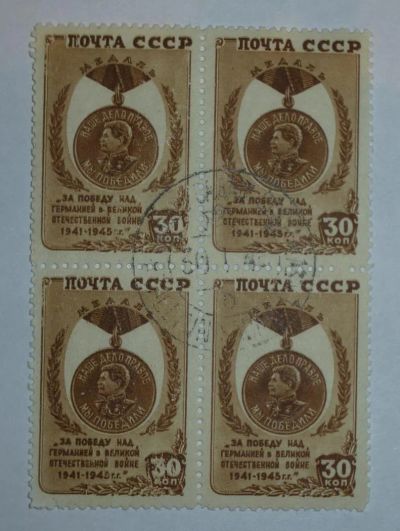 ПОЧТА СССР
МЕДАЛЬ
НАШЕ ДЕЛО ПРАВОЕ
МЫ ПОБЕДИЛИ
„ЗА ПОБЕДУ НАД
ГЕРМАНИЕЙ в ВЕЛИКОЙ
ОТЕЧЕСТВЕННОЙ ВОЙНЕ
1941-1945 г.г."
30
КОП
ПОЧТА СССР
МЕДАЛЬ
НАШЕ ДЕЛО ПРАВОЕ
МЫ ПОБЕДИЛИ
„ЗА ПОБЕДУ НАД
ГЕРМАНИЕЙ в ВЕЛИКОЙ
ОТЕЧЕСТВЕННОЙ ВОЙНЕ
1941-1945 г.г."
30
КОП
ПОЧТА СССР
МЕДАЛЬ
НАШЕ ДЕЛО ПРАВОЕ
МЫ ПОБЕДИЛИ
„ЗА ПОБЕДУ НАД
ГЕРМАНИЕЙ в ВЕЛИКОЙ
ОТЕЧЕСТВЕННОЙ ВОЙНЕ
1941-1945 г.г."
30
КОП
ПОЧТА СССР
МЕДАЛЬ
НАШЕ ДЕЛО ПРАВОЕ
МЫ ПОБЕДИЛИ
„ЗА ПОБЕДУ НАД
ГЕРМАНИЕЙ в ВЕЛИКОЙ
ОТЕЧЕСТВЕННОЙ ВОЙНЕ
1941-1945 г.г."
30
КОП